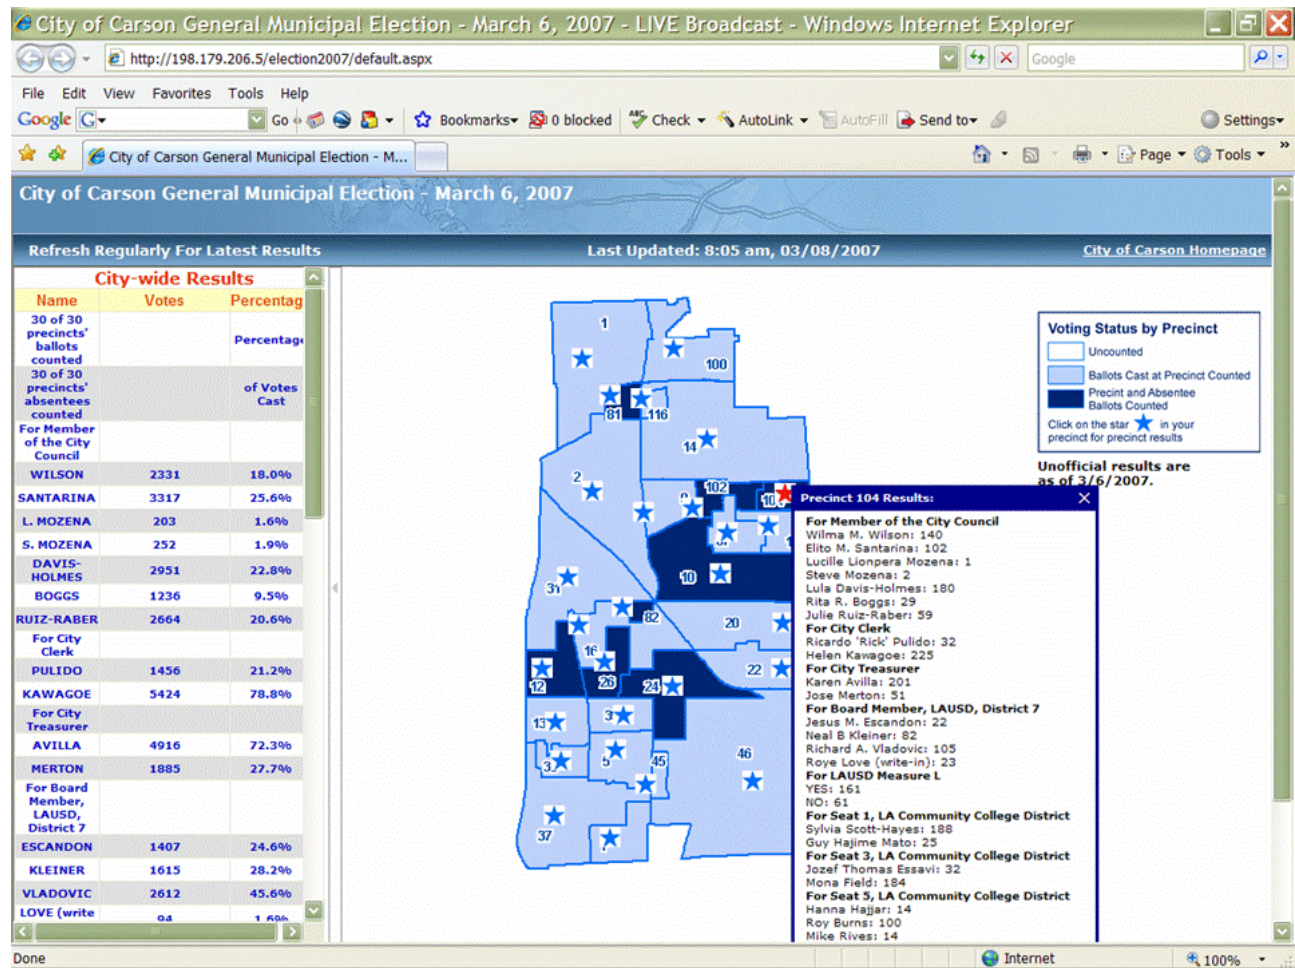 City of Carson General Municipal Election - March 6, 2007 - LIVE Broadcast - Windows Internet Explorer
http://198.179.206.5/election2007/default.aspx
Google
File Edit View Favorites Tools Help
Google G Go Bookmarks 0 blocked ABC Check AutoLink AutoFill Send to Settings
City of Carson General Municipal Election - M... Page Tools »
City of Carson General Municipal Election - March 6, 2007
Refresh Regularly For Latest Results Last Updated: 8:05 am, 03/08/2007 City of Carson Homepage
City-wide Results
Name Votes Percentag
30 of 30
precincts'
ballots
counted
Percentage
30 of 30
precincts'
absentees
counted
of Votes
Cast
For Member
of the City
Council
WILSON 2331 18.0%
SANTARINA 3317 25.6%
L. MOZENA 203 1.6%
S. MOZENA 252 1.9%
DAVIS-
HOLMES 2951 22.8%
BOGGS 1236 9.5%
RUIZ-RABER 2664 20.6%
For City
Clerk
PULIDO 1456 21.2%
KAWAGOE 5424 78.8%
For City
Treasurer
AVILLA 4916 72.3%
MERTON 1885 27.7%
For Board
Member,
LAUSD,
District 7
ESCANDON 1407 24.6%
KLEINER 1615 28.2%
VLADOVIC 2612 45.6%
LOVE (write 94 1.6%
1
100
81
116
14
2
102
10
31
82
20
16
12
26
24
22
13
45
46
37
Voting Status by Precinct
Uncounted
Ballots Cast at Precinct Counted
Precint and Absentee
Ballots Counted
Click on the star in your
precinct for precinct results
Unofficial results are
as of 3/6/2007.
Precinct 104 Results:
For Member of the City Council
Wilma M. Wilson: 140
Elito M. Santarina: 102
Lucille Lionpera Mozena: 1
Steve Mozena: 2
Lula Davis-Holmes: 180
Rita R. Boggs: 29
Julie Ruiz-Raber: 59
For City Clerk
Ricardo 'Rick' Pulido: 32
Helen Kawagoe: 225
For City Treasurer
Karen Avilla: 201
Jose Merton: 51
For Board Member, LAUSD, District 7
Jesus M. Escandon: 22
Neal B Kleiner: 82
Richard A. Vladovic: 105
Roye Love (write-in): 23
For LAUSD Measure L
YES: 161
NO: 61
For Seat 1, LA Community College District
Sylvia Scott-Hayes: 188
Guy Hajime Mato: 25
For Seat 3, LA Community College District
Jozef Thomas Essavi: 32
Mona Field: 184
For Seat 5, LA Community College District
Hanna Hajjar: 14
Roy Burns: 100
Mike Rives: 14
Done Internet 100%